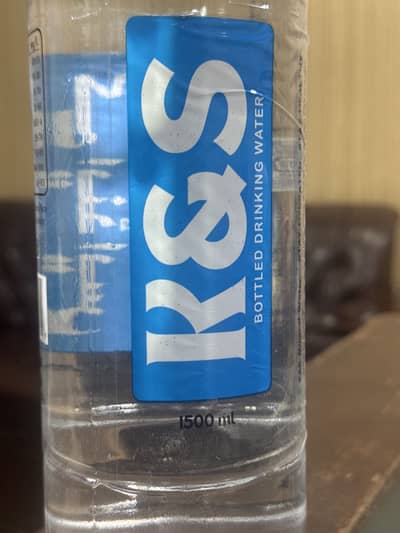 K&S
BOTTLED DRINKING WATER
1500 ml